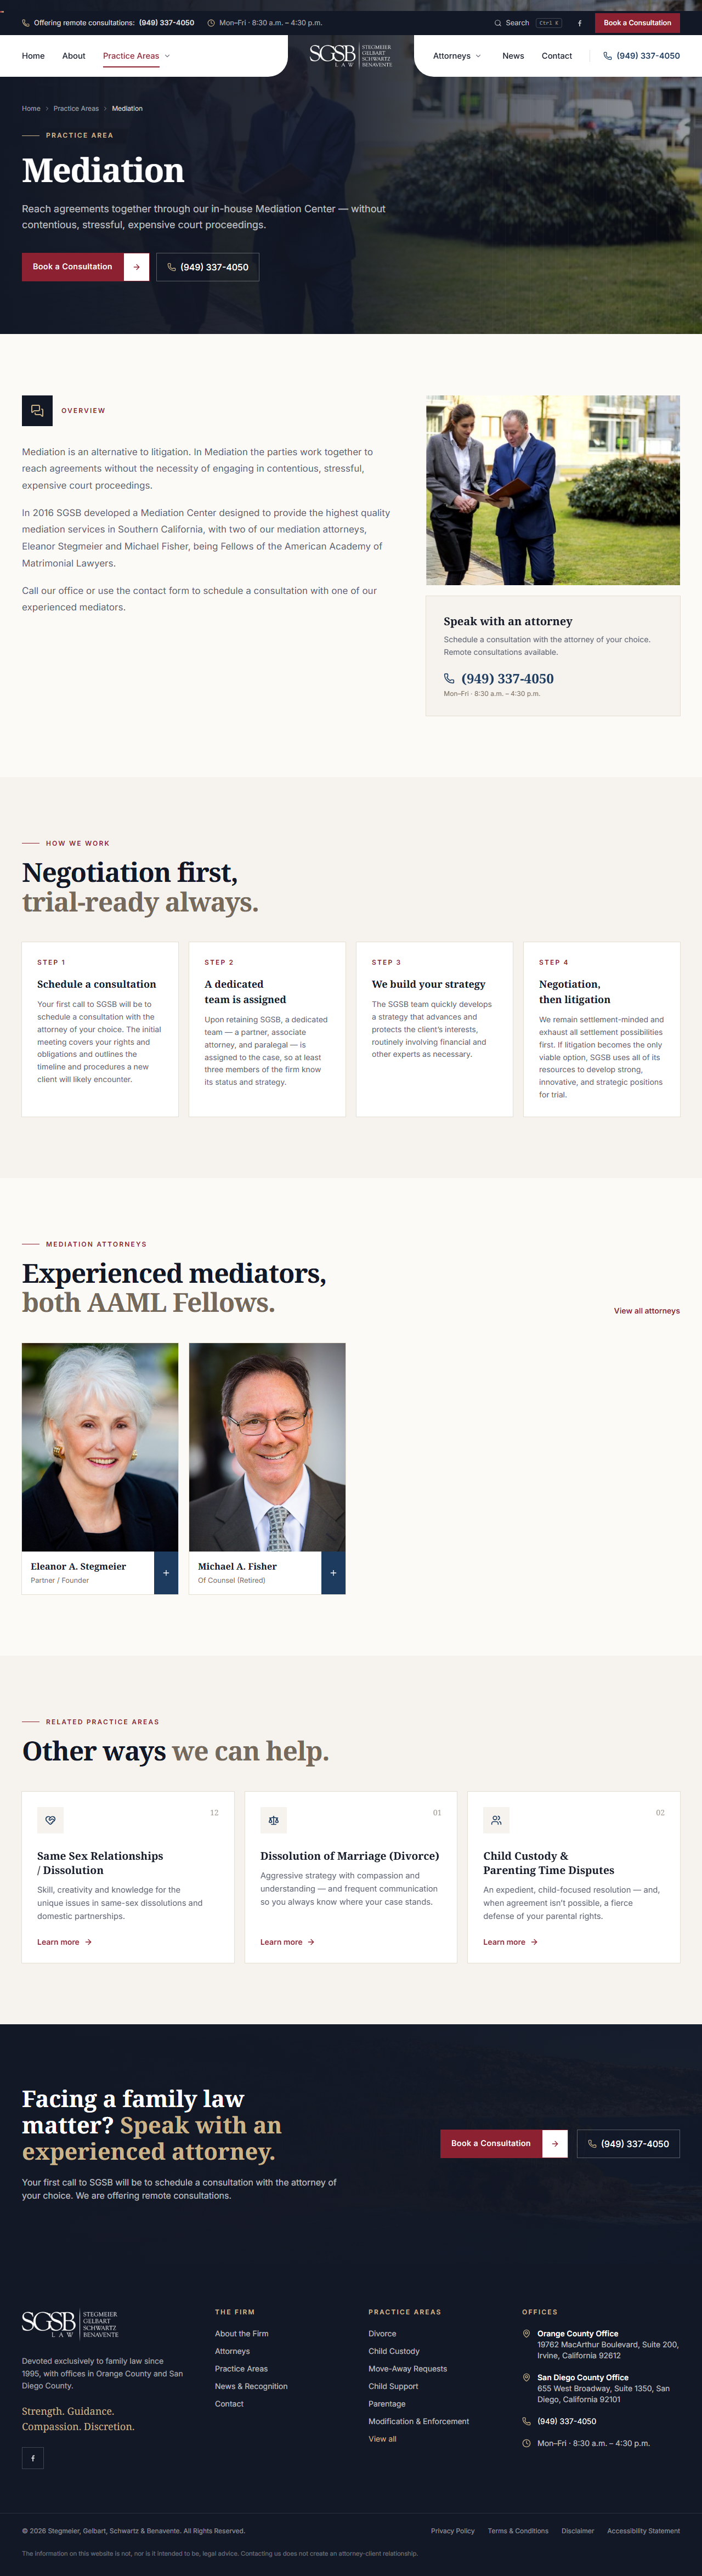 Offering remote consultations: (949) 337-4050
Mon–Fri · 8:30 a.m. – 4:30 p.m.
Search
Ctrl K
f
Book a Consultation
Home
About
Practice Areas
SGSB
LAW
STEGMEIER
GELBART
SCHWARTZ
BENAVENTE
Attorneys
News
Contact
(949) 337-4050
Home
Practice Areas
Mediation
PRACTICE AREA
Mediation
Reach agreements together through our in-house Mediation Center — without
contentious, stressful, expensive court proceedings.
Book a Consultation
(949) 337-4050
OVERVIEW
Mediation is an alternative to litigation. In Mediation the parties work together to
reach agreements without the necessity of engaging in contentious, stressful,
expensive court proceedings.
In 2016 SGSB developed a Mediation Center designed to provide the highest quality
mediation services in Southern California, with two of our mediation attorneys,
Eleanor Stegmeier and Michael Fisher, being Fellows of the American Academy of
Matrimonial Lawyers.
Call our office or use the contact form to schedule a consultation with one of our
experienced mediators.
Speak with an attorney
Schedule a consultation with the attorney of your choice.
Remote consultations available.
(949) 337-4050
Mon–Fri · 8:30 a.m. – 4:30 p.m.
HOW WE WORK
Negotiation first,
trial-ready always.
STEP 1
Schedule a consultation
Your first call to SGSB will be to
schedule a consultation with the
attorney of your choice. The initial
meeting covers your rights and
obligations and outlines the
timeline and procedures a new
client will likely encounter.
STEP 2
A dedicated
team is assigned
Upon retaining SGSB, a dedicated
team — a partner, associate
attorney, and paralegal — is
assigned to the case, so at least
three members of the firm know
its status and strategy.
STEP 3
We build your strategy
The SGSB team quickly develops
a strategy that advances and
protects the client's interests,
routinely involving financial and
other experts as necessary.
STEP 4
Negotiation,
then litigation
We remain settlement-minded and
exhaust all settlement possibilities
first. If litigation becomes the only
viable option, SGSB uses all of its
resources to develop strong,
innovative, and strategic positions
for trial.
MEDIATION ATTORNEYS
Experienced mediators,
both AAML Fellows.
View all attorneys
Eleanor A. Stegmeier
Partner / Founder
+
Michael A. Fisher
Of Counsel (Retired)
+
RELATED PRACTICE AREAS
Other ways we can help.
12
Same Sex Relationships
/ Dissolution
Skill, creativity and knowledge for the
unique issues in same-sex dissolutions and
domestic partnerships.
Learn more
01
Dissolution of Marriage (Divorce)
Aggressive strategy with compassion and
understanding — and frequent communication
so you always know where your case stands.
Learn more
02
Child Custody &
Parenting Time Disputes
An expedient, child-focused resolution — and,
when agreement isn't possible, a fierce
defense of your parental rights.
Learn more
Facing a family law
matter? Speak with an
experienced attorney.
Your first call to SGSB will be to schedule a consultation with the attorney of
your choice. We are offering remote consultations.
Book a Consultation
(949) 337-4050
SGSB
LAW
STEGMEIER
GELBART
SCHWARTZ
BENAVENTE
Devoted exclusively to family law since
1995, with offices in Orange County and San
Diego County.
Strength. Guidance.
Compassion. Discretion.
f
THE FIRM
About the Firm
Attorneys
Practice Areas
News & Recognition
Contact
PRACTICE AREAS
Divorce
Child Custody
Move-Away Requests
Child Support
Parentage
Modification & Enforcement
View all
OFFICES
Orange County Office
19762 MacArthur Boulevard, Suite 200,
Irvine, California 92612
San Diego County Office
655 West Broadway, Suite 1350, San
Diego, California 92101
(949) 337-4050
Mon–Fri · 8:30 a.m. – 4:30 p.m.
© 2026 Stegmeier, Gelbart, Schwartz & Benavente. All Rights Reserved.
Privacy Policy
Terms & Conditions
Disclaimer
Accessibility Statement
The information on this website is not, nor is it intended to be, legal advice. Contacting us does not create an attorney-client relationship.